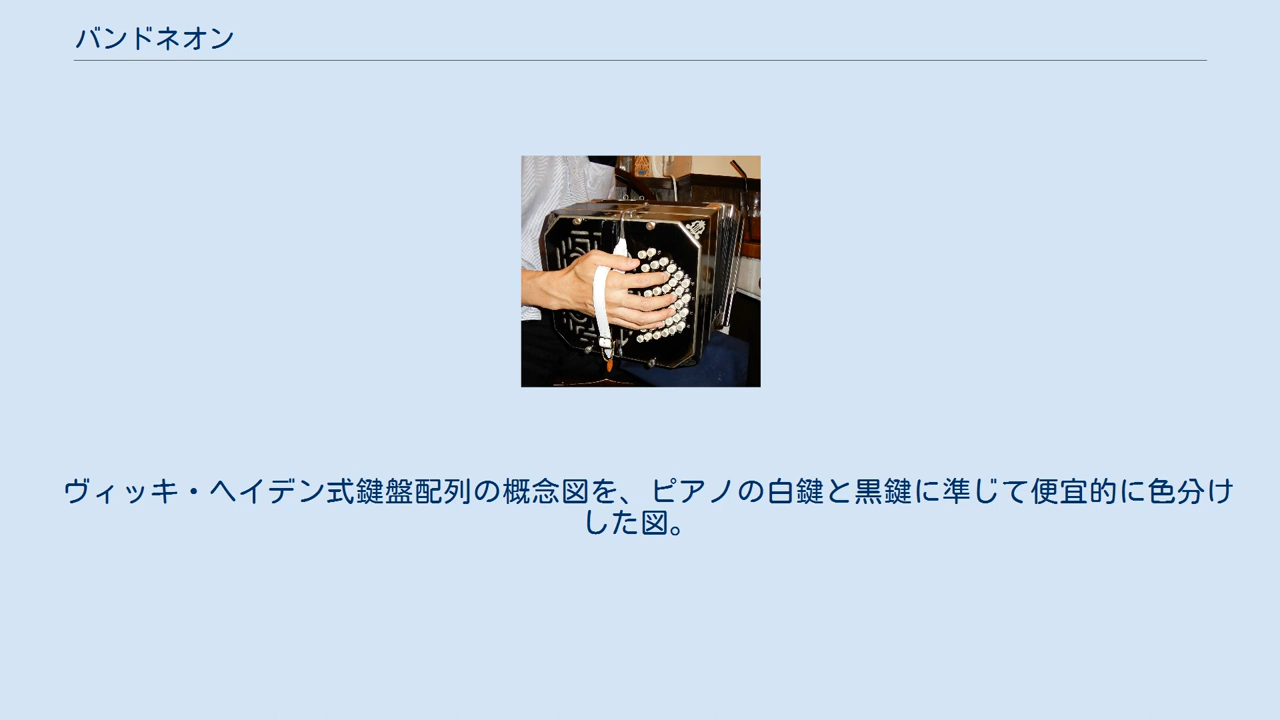 バンドネオン
ヴィッキ・ヘイデン式鍵盤配列の概念図を、ピアノの白鍵と黒鍵に準じて便宜的に色分け
した図。